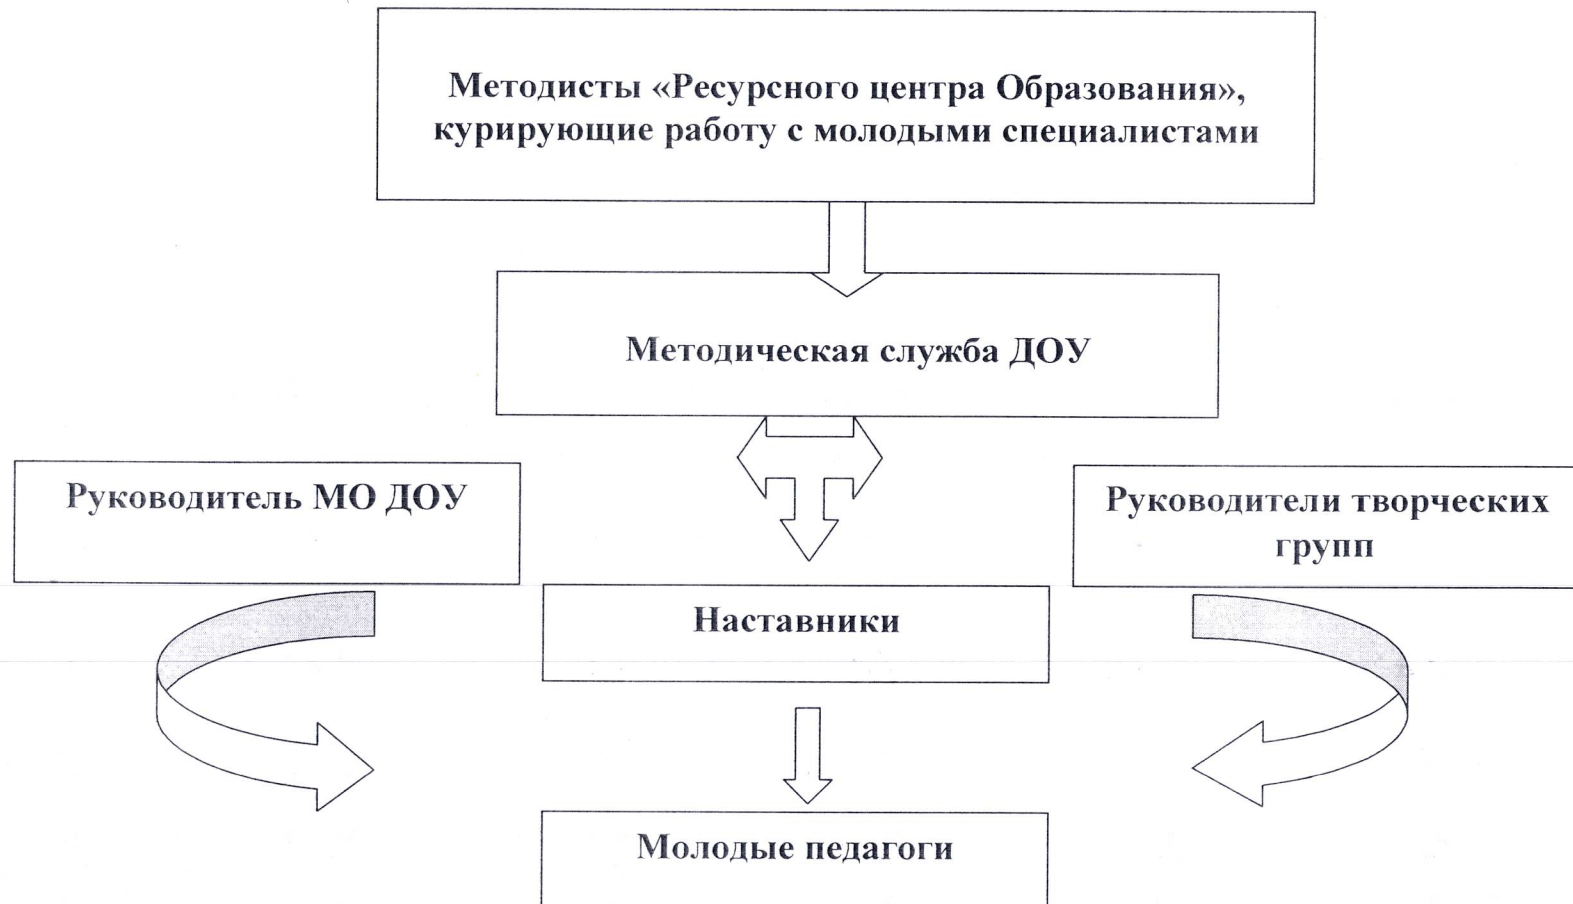 Методисты «Ресурсного центра Образования»,
курирующие работу с молодыми специалистами
Методическая служба ДОУ
Руководитель МО ДОУ
Руководители творческих
групп
Наставники
Молодые педагоги